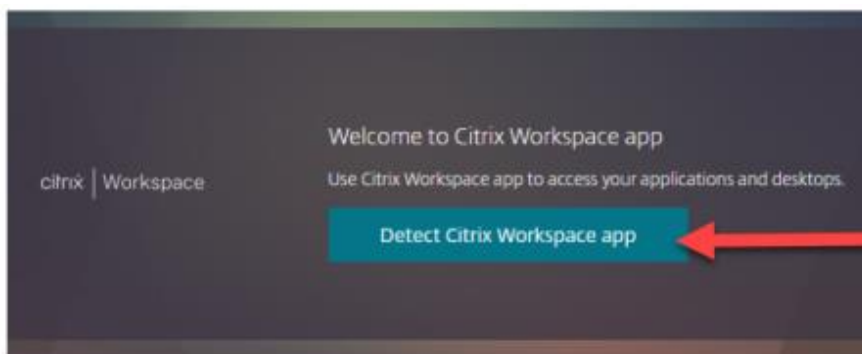 Welcome to Citrix Workspace app
citrix | Workspace
Use Citrix Workspace app to access your applications and desktops.
Detect Citrix Workspace app